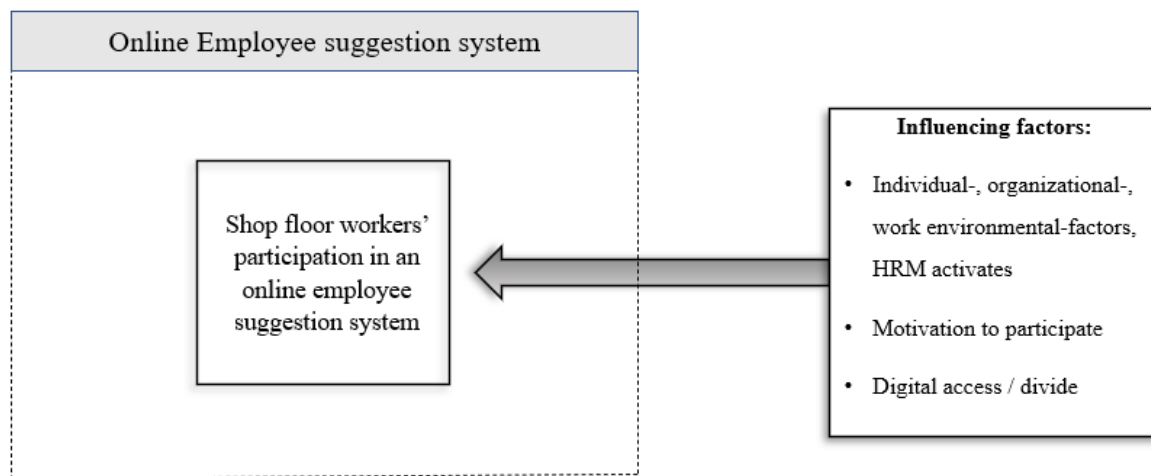 Online Employee suggestion system
Shop floor workers’
participation in an
online employee
suggestion system
Influencing factors:
• Individual-, organizational-,
work environmental-factors,
HRM activates
• Motivation to participate
• Digital access / divide